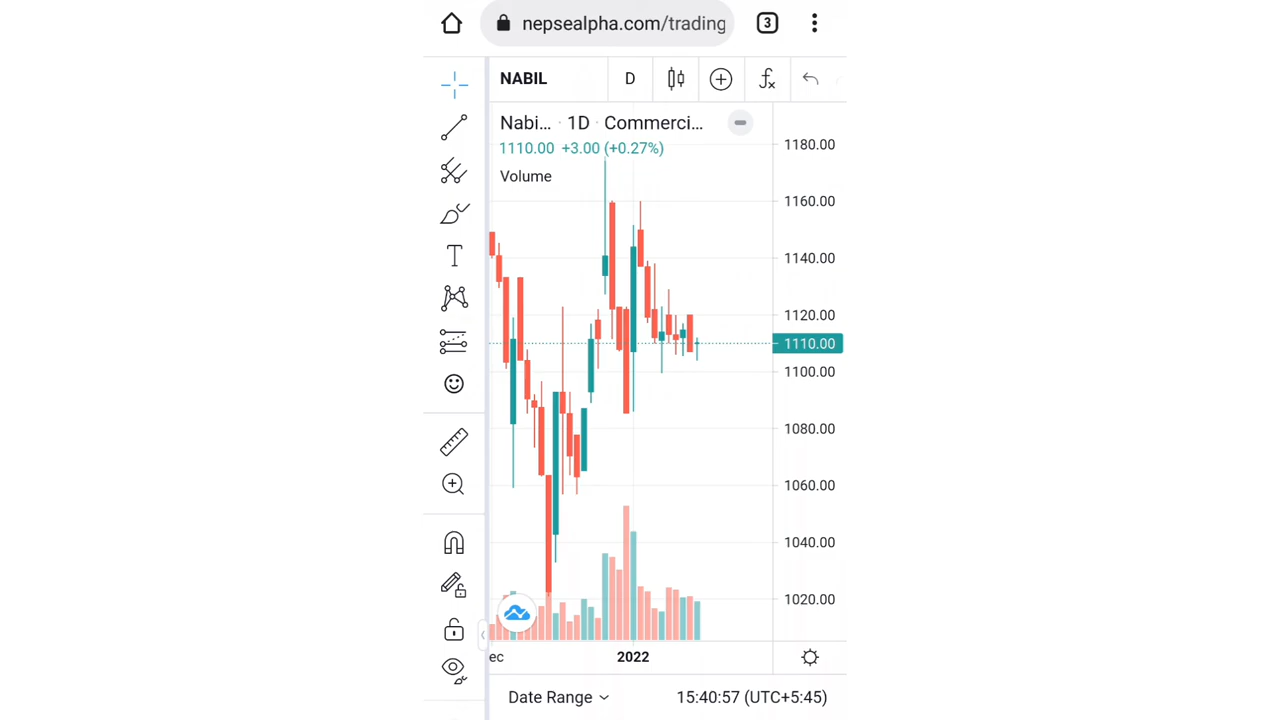 nepsealpha.com/trading
3
NABIL
D
Nabi... · 1D · Commerci...
1110.00 +3.00 (+0.27%)
Volume
1180.00
1160.00
1140.00
1120.00
1110.00
1100.00
1080.00
1060.00
1040.00
1020.00
ec
2022
Date Range
15:40:57 (UTC+5:45)